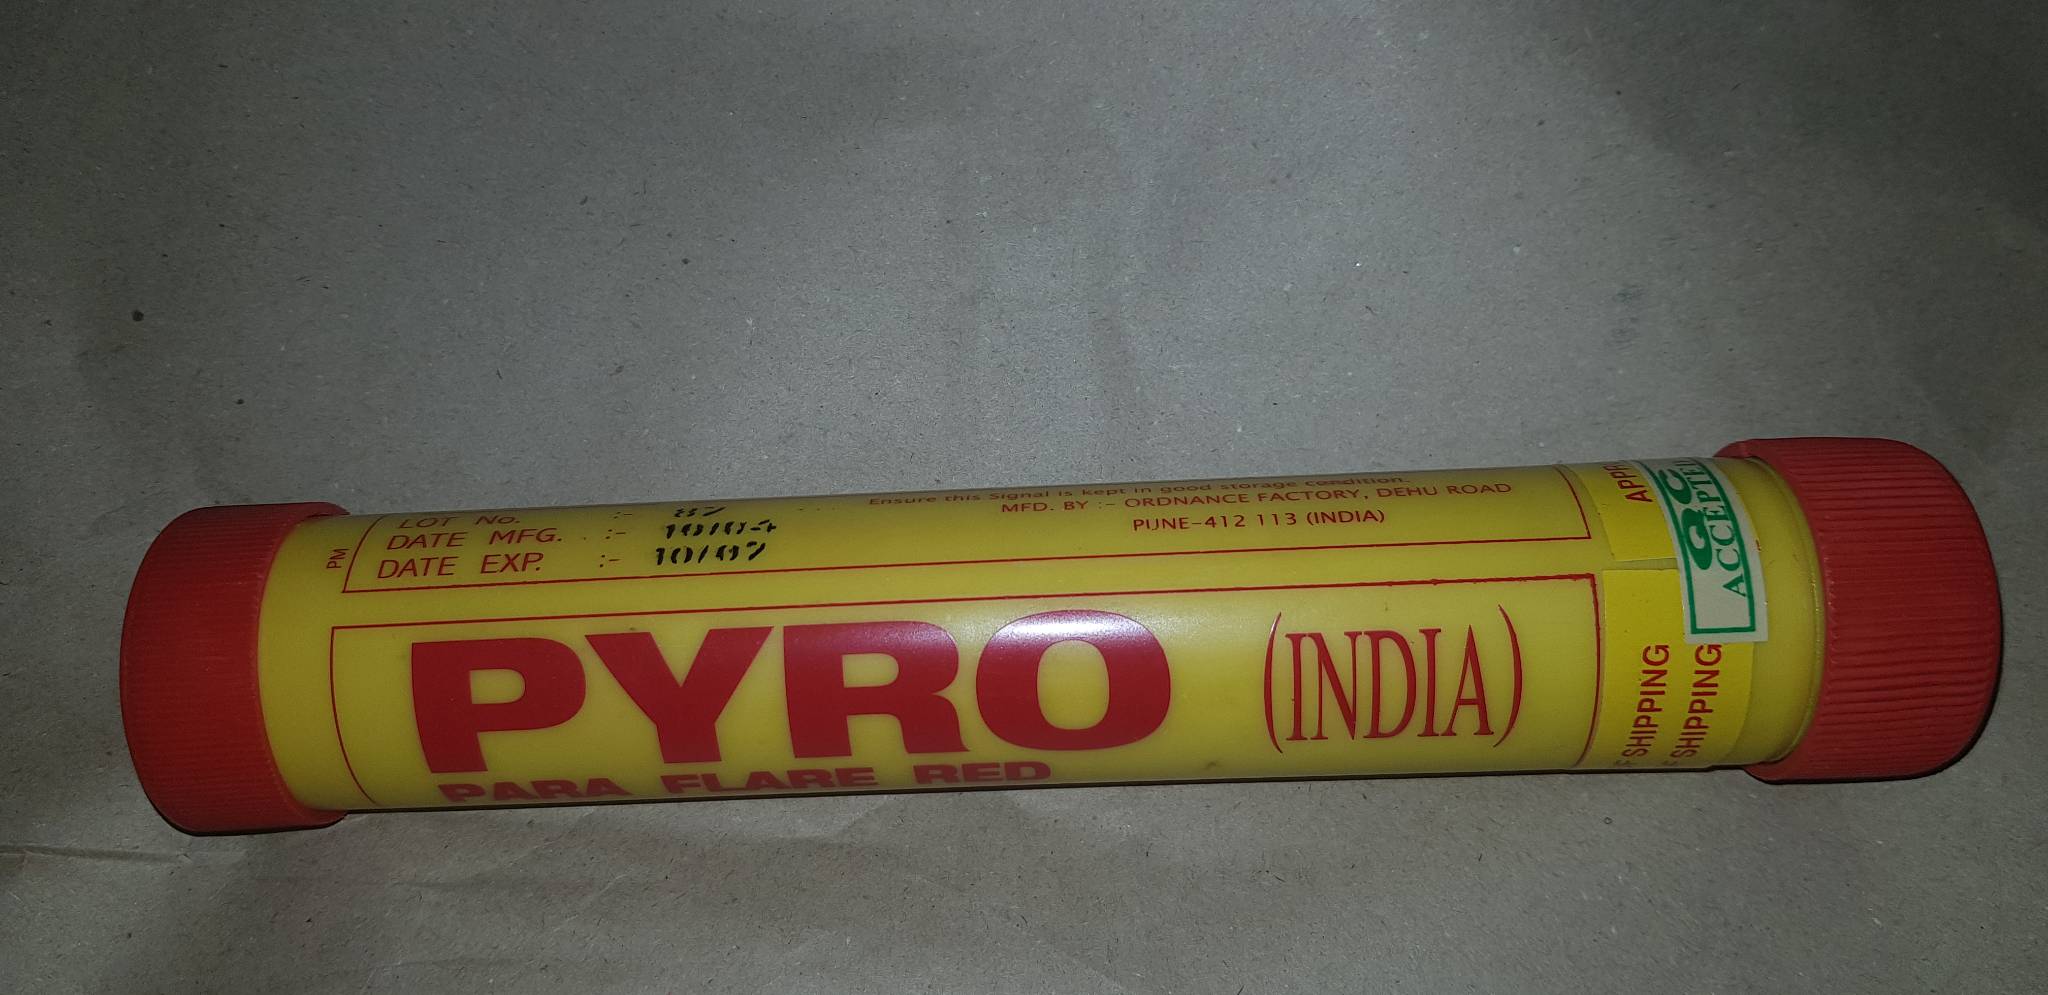 PM
LOT No. :- 87
DATE MFG. :- 10/04
DATE EXP. :- 10/07
Ensure this Signal is kept in good storage condition.
MFD. BY :- ORDNANCE FACTORY, DEHU ROAD
PUNE-412 113 (INDIA)
PYRO (INDIA)
PARA FLARE RED
QC
ACCEPTED
SHIPPING
SHIPPING